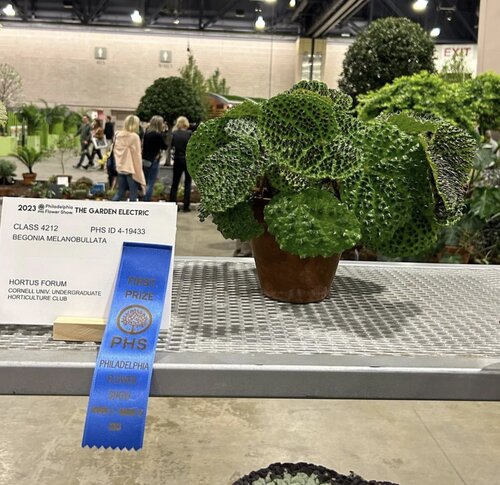 2023 Philadelphia Flower Show THE GARDEN ELECTRIC
CLASS 4212 PHS ID 4-19433
BEGONIA MELANOBULLATA
HORTUS FORUM
CORNELL UNIV. UNDERGRADUATE
HORTICULTURE CLUB
FIRST
PRIZE
PHS
PHILADELPHIA
FLOWER
SHOW
EXIT